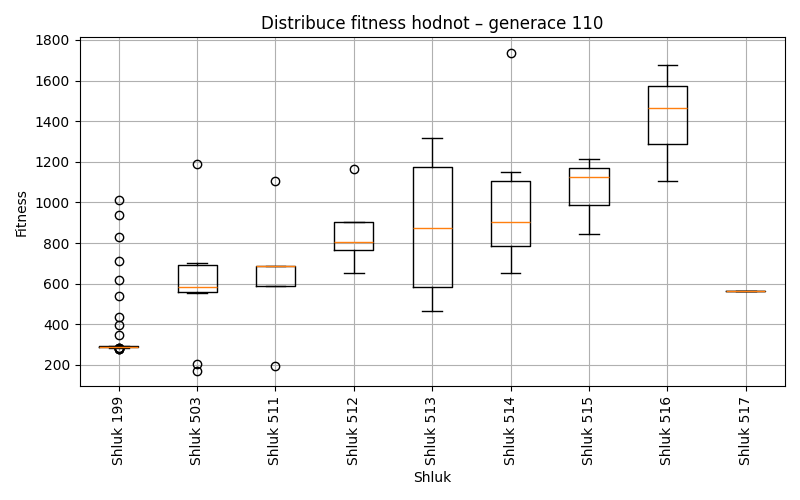 Distribuce fitness hodnot – generace 110
1800
1600
1400
1200
1000
800
600
400
200
Fitness
Shluk 199
Shluk 503
Shluk 511
Shluk 512
Shluk 513
Shluk 514
Shluk 515
Shluk 516
Shluk 517
Shluk